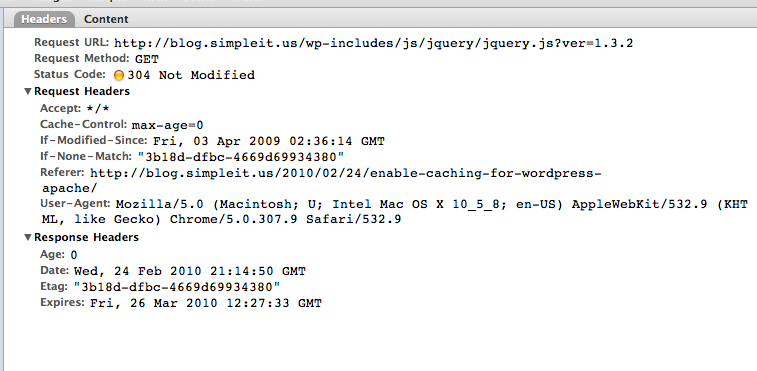 Headers Content
Request URL: http://blog.simpleit.us/wp-includes/js/jquery/jquery.js?ver=1.3.2
Request Method: GET
Status Code: 304 Not Modified
Request Headers
Accept: */*
Cache-Control: max-age=0
If-Modified-Since: Fri, 03 Apr 2009 02:36:14 GMT
If-None-Match: "3b18d-dfbc-4669d69934380"
Referer: http://blog.simpleit.us/2010/02/24/enable-caching-for-wordpress-
apache/
User-Agent: Mozilla/5.0 (Macintosh; U; Intel Mac OS X 10_5_8; en-US) AppleWebKit/532.9 (KHT
ML, like Gecko) Chrome/5.0.307.9 Safari/532.9
Response Headers
Age: 0
Date: Wed, 24 Feb 2010 21:14:50 GMT
Etag: "3b18d-dfbc-4669d69934380"
Expires: Fri, 26 Mar 2010 12:27:33 GMT